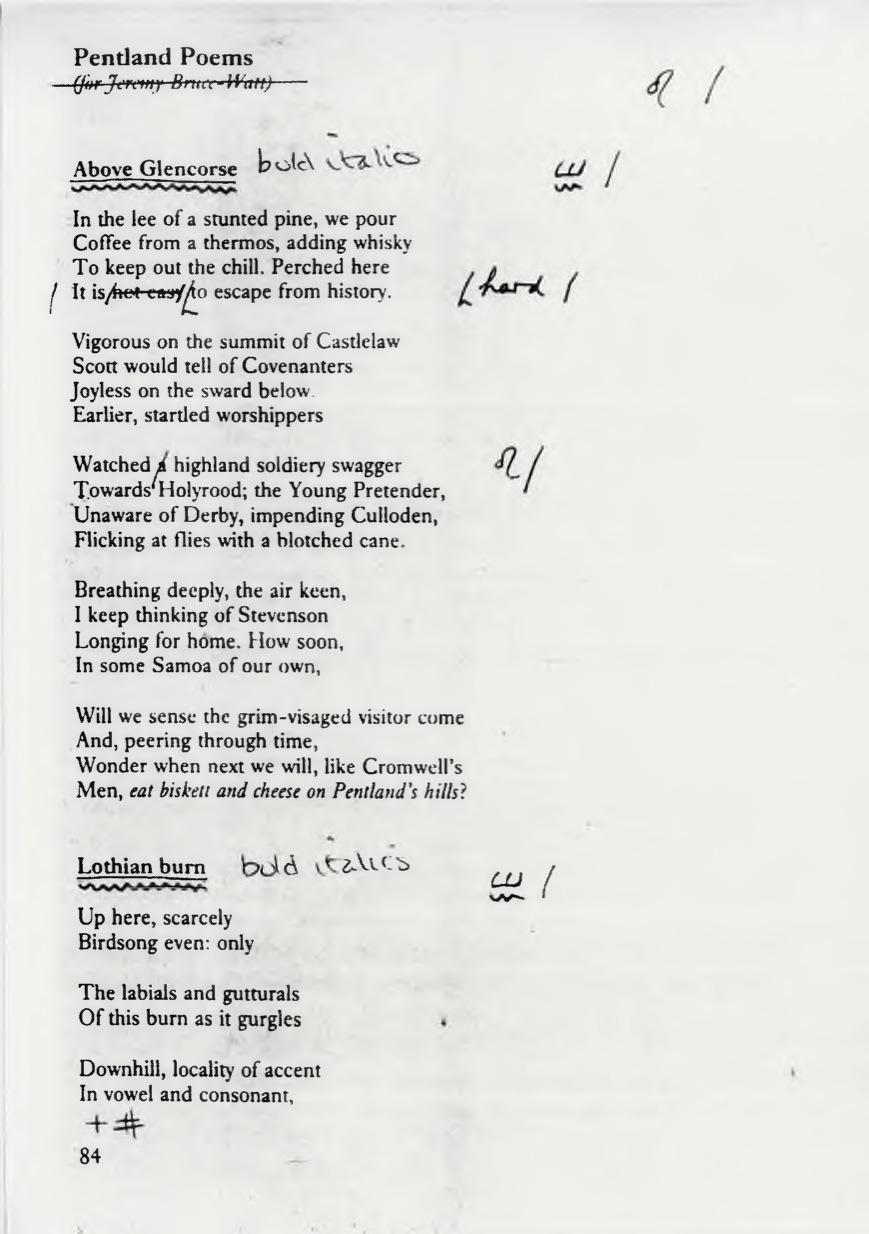 Pentland Poems
(for Jeremy Bruce-Watt)
Above Glencorse bold italic
In the lee of a stunted pine, we pour
Coffee from a thermos, adding whisky
To keep out the chill. Perched here
It is not easy to escape from history. hard
Vigorous on the summit of Castlelaw
Scott would tell of Covenanters
Joyless on the sward below.
Earlier, startled worshippers
Watched a highland soldiery swagger
Towards Holyrood; the Young Pretender,
Unaware of Derby, impending Culloden,
Flicking at flies with a blotched cane.
Breathing deeply, the air keen,
I keep thinking of Stevenson
Longing for home. How soon,
In some Samoa of our own,
Will we sense the grim-visaged visitor come
And, peering through time,
Wonder when next we will, like Cromwell's
Men, eat biskett and cheese on Pentland's hills?
Lothian burn bold italics
Up here, scarcely
Birdsong even: only
The labials and gutturals
Of this burn as it gurgles
Downhill, locality of accent
In vowel and consonant,
+ #
84